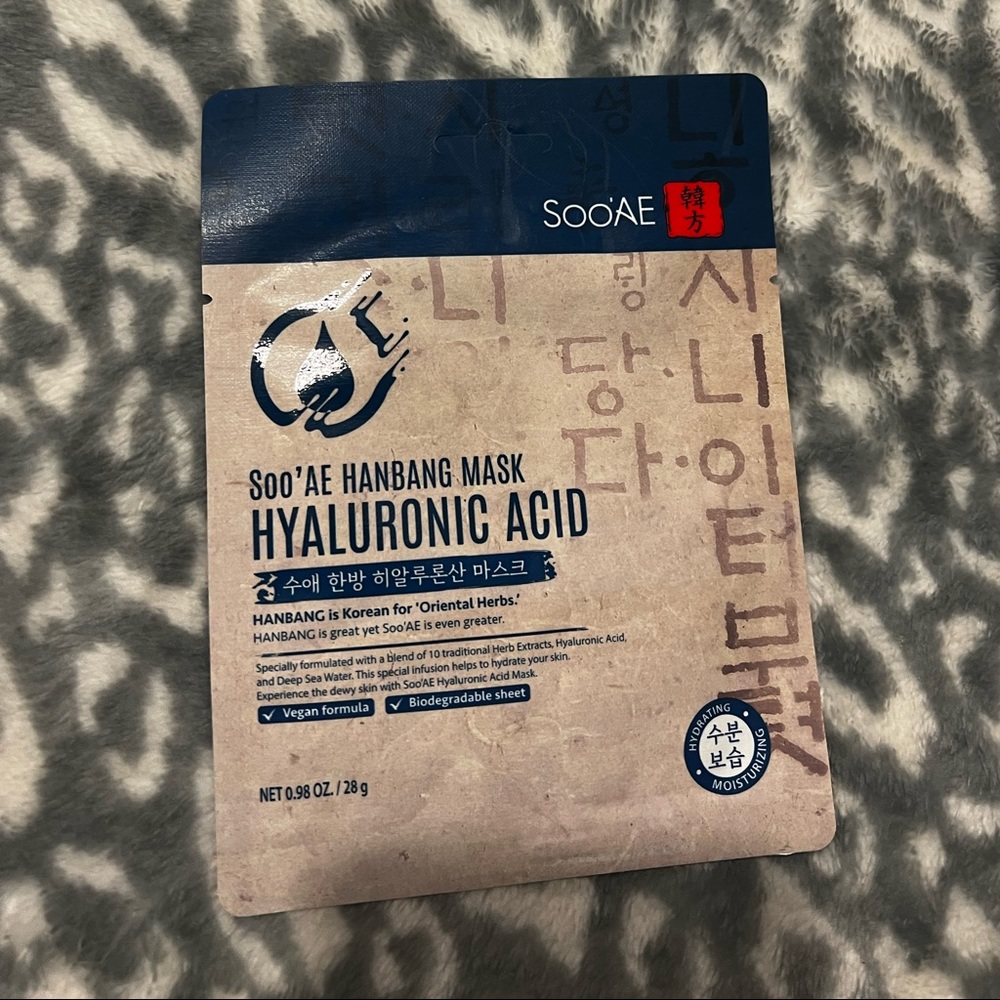 SOO'AE
韓方
Soo'AE HANBANG MASK
HYALURONIC ACID
수애 한방 히알루론산 마스크
HANBANG is Korean for 'Oriental Herbs.'
HANBANG is great yet Soo'AE is even greater.
Specially formulated with a blend of 10 traditional Herb Extracts, Hyaluronic Acid,
and Deep Sea Water. This special infusion helps to hydrate your skin.
Experience the dewy skin with Soo'AE Hyaluronic Acid Mask.
Vegan formula
Biodegradable sheet
HYDRATING
수분
보습
MOISTURIZING
NET 0.98 OZ. / 28 g